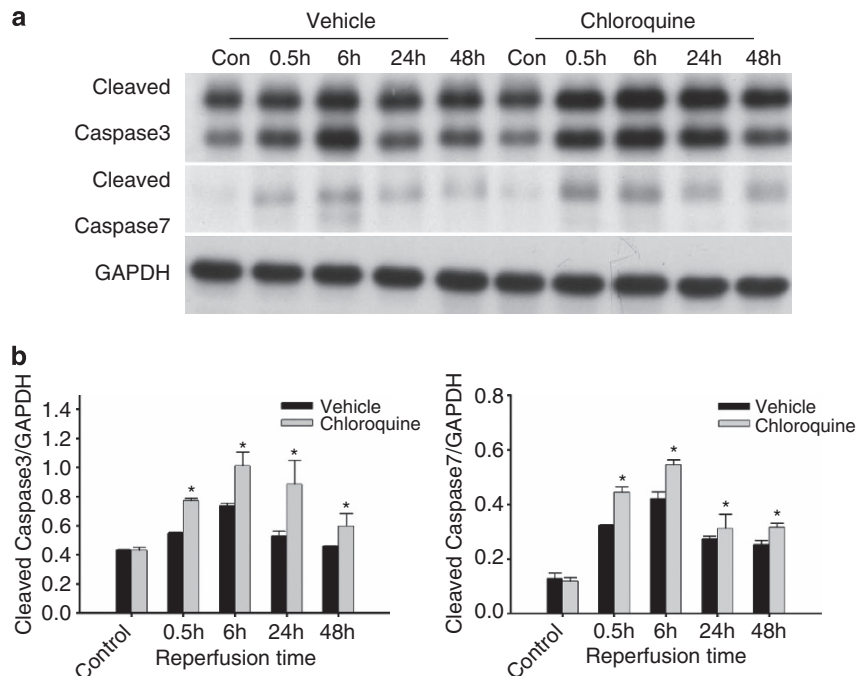 a
Vehicle Chloroquine
Con 0.5h 6h 24h 48h Con 0.5h 6h 24h 48h
Cleaved
Caspase3
Cleaved
Caspase7
GAPDH
b
Cleaved Caspase3/GAPDH
1.4
1.2
1.0
0.8
0.6
0.4
0.2
0.0
Vehicle
Chloroquine
* * * *
Control 0.5h 6h 24h 48h
Reperfusion time
Cleaved Caspase7/GAPDH
0.8
0.6
0.4
0.2
0.0
Vehicle
Chloroquine
* * * *
Control 0.5h 6h 24h 48h
Reperfusion time